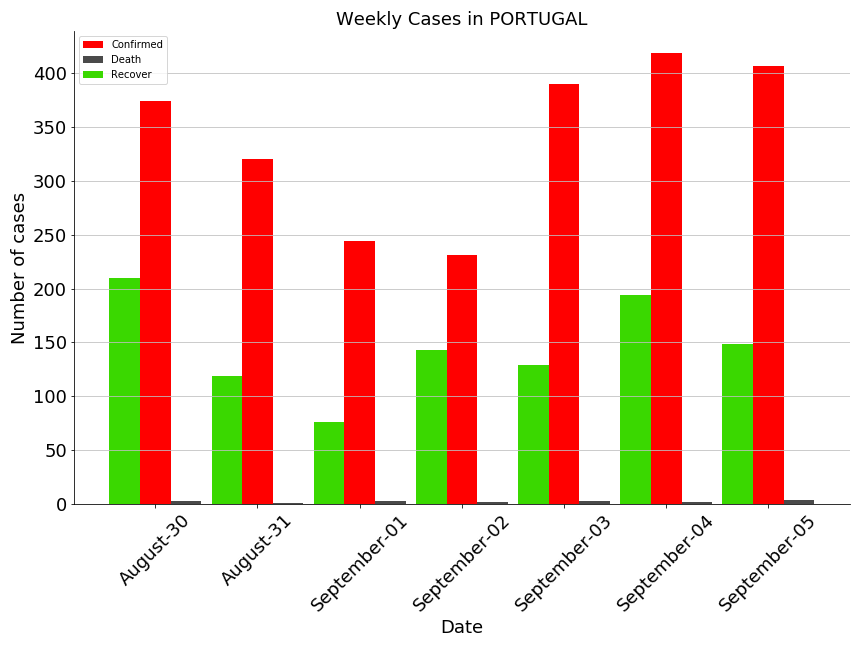 Weekly Cases in PORTUGAL
Confirmed
Death
Recover
Number of cases
400
350
300
250
200
150
100
50
0
August-30
August-31
September-01
September-02
September-03
September-04
September-05
Date